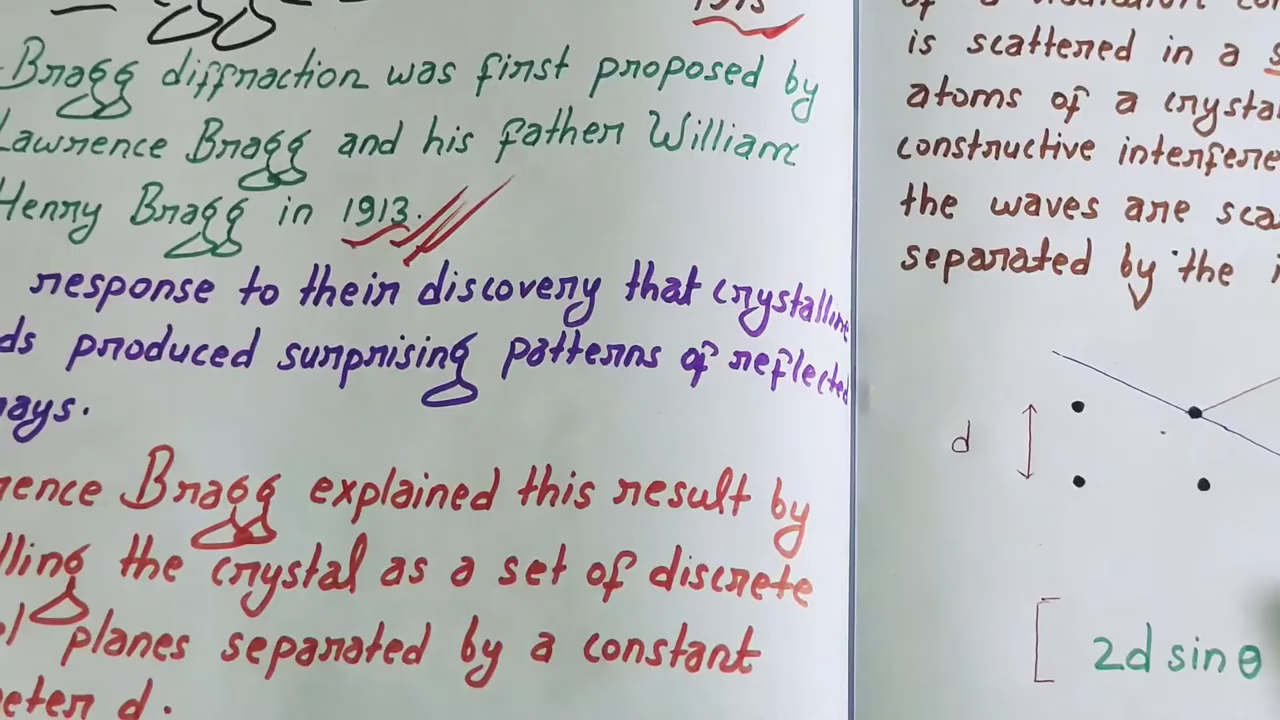 1913
Bragg diffraction was first proposed by
Lawrence Bragg and his father William
Henry Bragg in 1913.
response to their discovery that crystalline
ds produced surprising patterns of reflected
rays.
rence Bragg explained this result by
lling the crystal as a set of discrete
el planes separated by a constant
eter d.
is scattered in a s
atoms of a crysta
constructive interfere
the waves are sca
separated by the i
d
2d sin θ